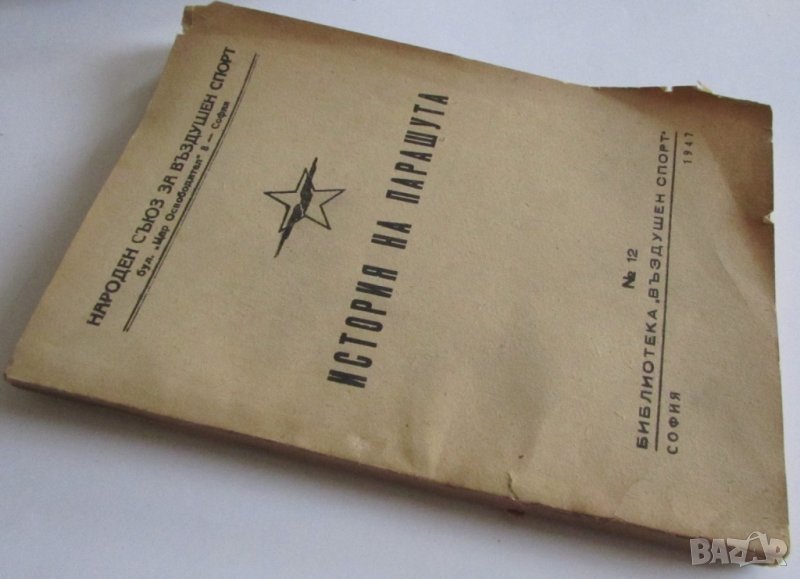 НАРОДЕН СЪЮЗ ЗА ВЪЗДУШЕН СПОРТ
бул. „Цар Освободител" 8 — София
ИСТОРИЯ НА ПАРАШУТА
№ 12
БИБЛИОТЕКА „ВЪЗДУШЕН СПОРТ"
СОФИЯ 1947
BAZAR